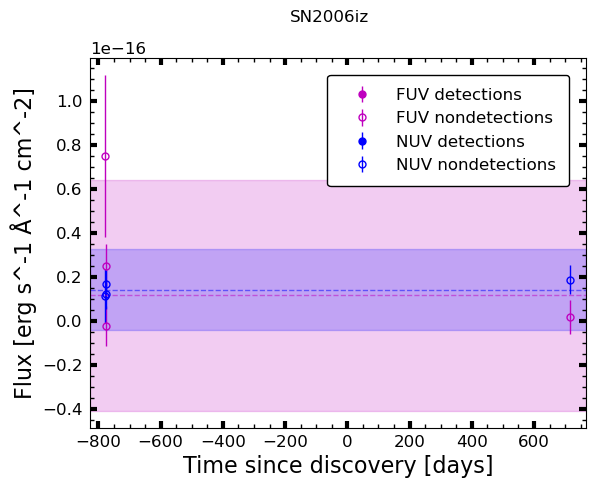 SN2006iz
1e−16
FUV detections
FUV nondetections
NUV detections
NUV nondetections
1.0
0.8
0.6
0.4
0.2
0.0
−0.2
−0.4
Flux [erg s^-1 Å^-1 cm^-2]
−800 −600 −400 −200 0 200 400 600
Time since discovery [days]